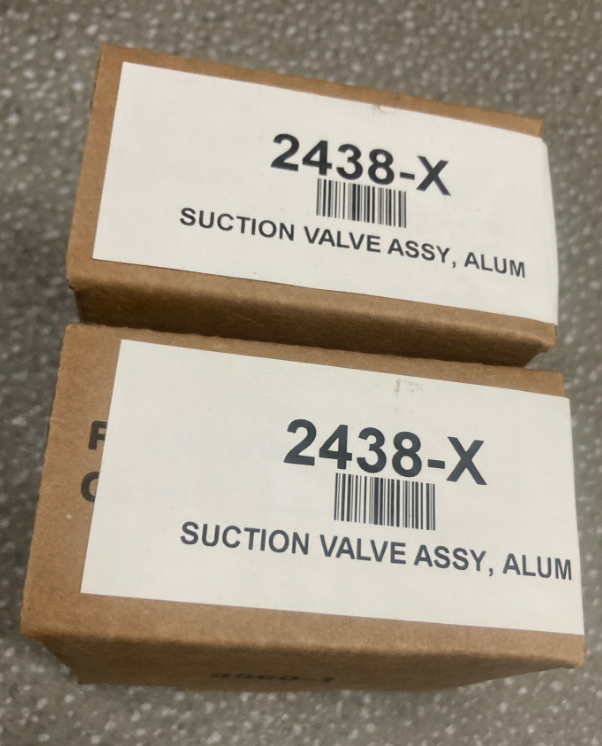 2438-X
SUCTION VALVE ASSY, ALUM
2438-X
SUCTION VALVE ASSY, ALUM